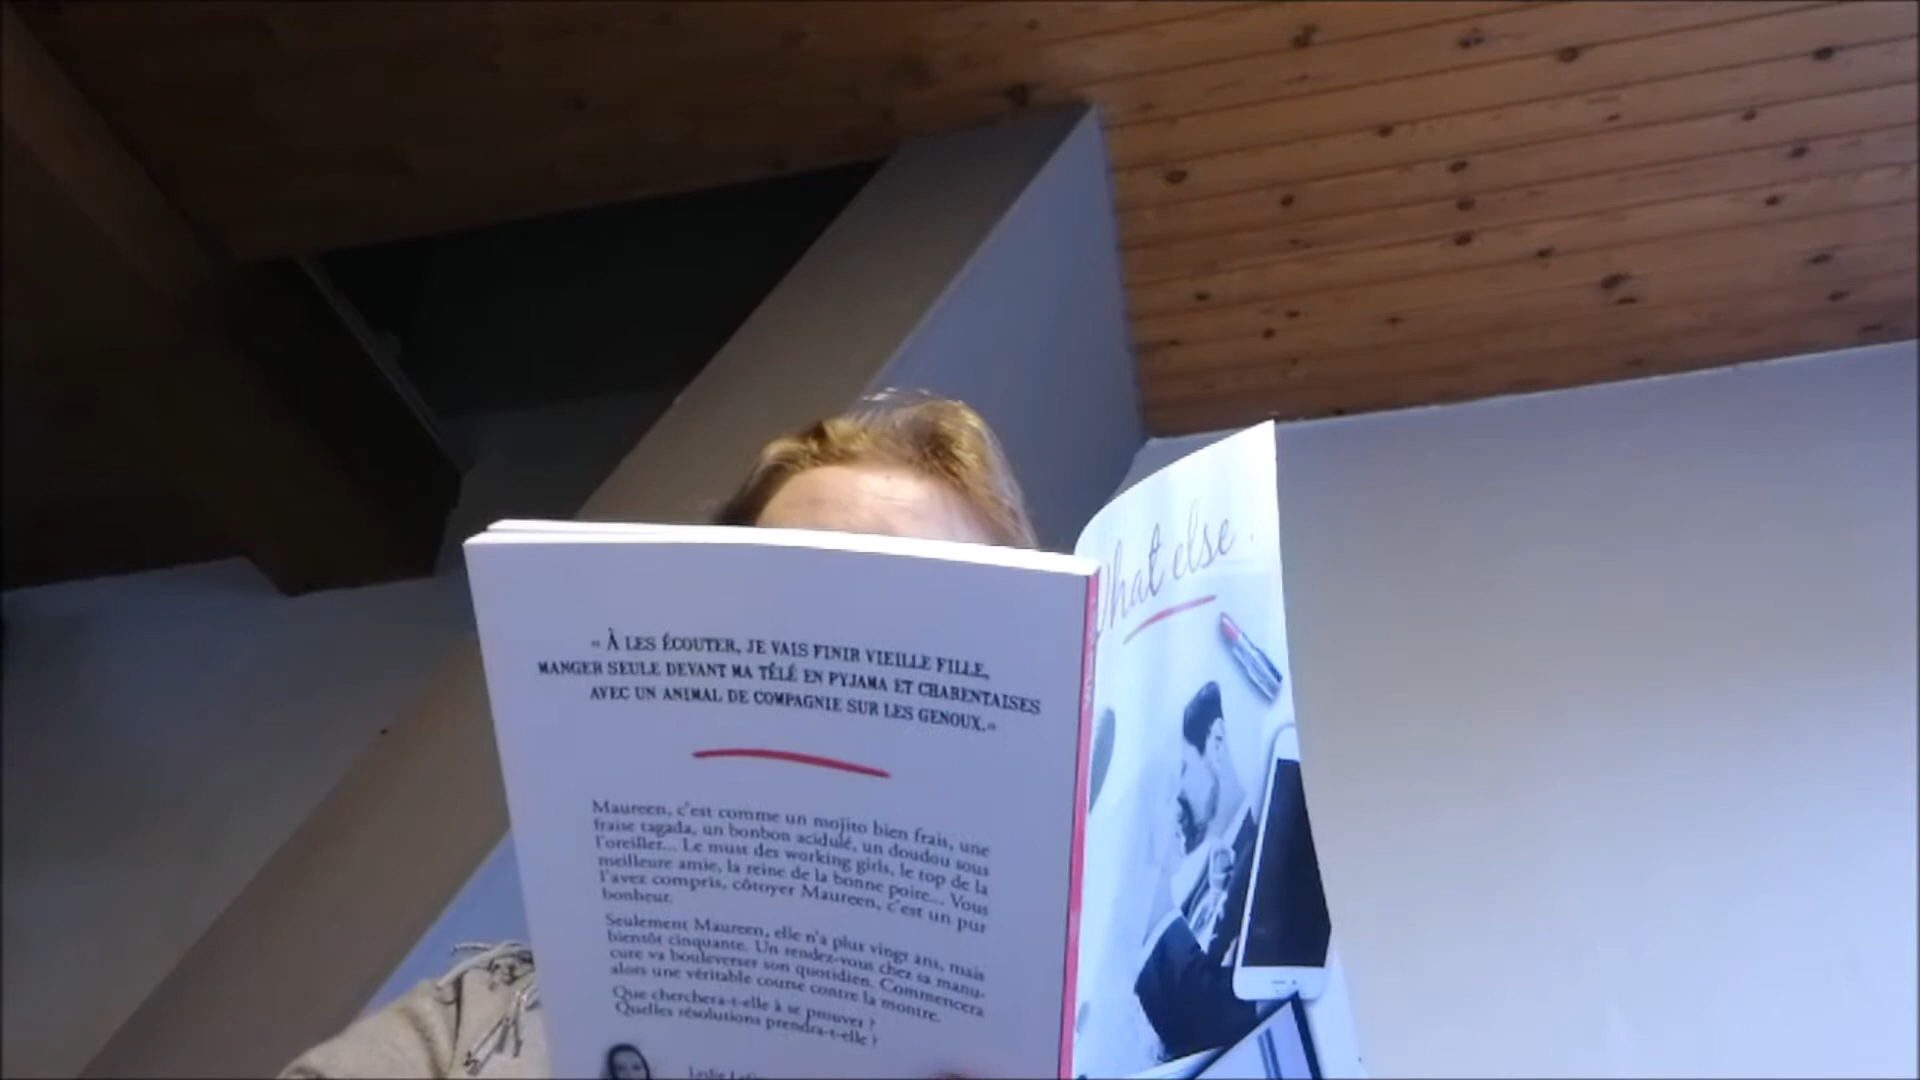 « À LES ÉCOUTER, JE VAIS FINIR VIEILLE FILLE,
MANGER SEULE DEVANT MA TÉLÉ EN PYJAMA ET CHARENTAISES
AVEC UN ANIMAL DE COMPAGNIE SUR LES GENOUX.»
Maureen, c'est comme un mojito bien frais, une
fraise tagada, un bonbon acidulé, un doudou sous
l'oreiller... Le must des working girls, le top de la
meilleure amie, la reine de la bonne poire... Vous
l'avez compris, côtoyer Maureen, c'est un pur
bonheur.
Seulement Maureen, elle n'a plus vingt ans, mais
bientôt cinquante. Un rendez-vous chez sa manu-
cure va bouleverser son quotidien. Commencera
alors une véritable course contre la montre.
Que cherchera-t-elle à se prouver ?
Quelles résolutions prendra-t-elle ?
Leslie
What else.